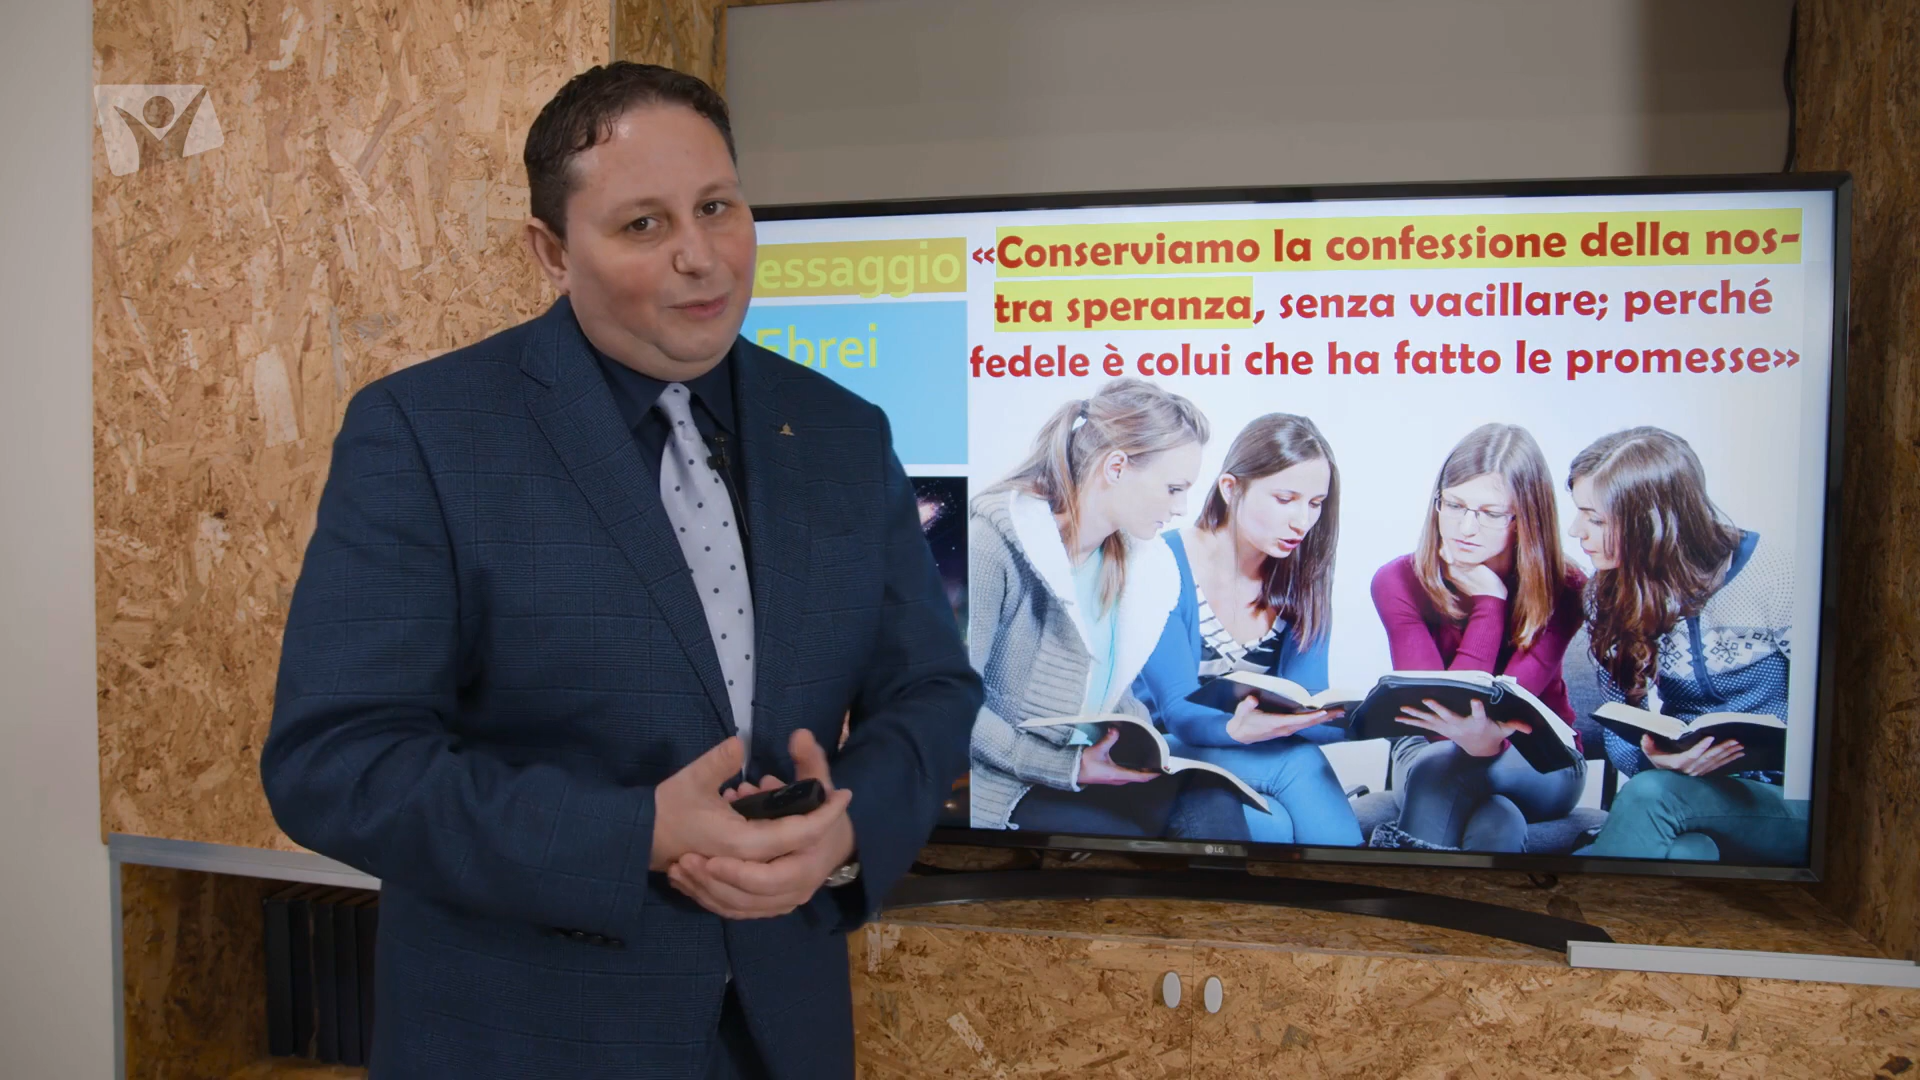 essaggio
Ebrei
«Conserviamo la confessione della nos-
tra speranza, senza vacillare; perché
fedele è colui che ha fatto le promesse»
LG